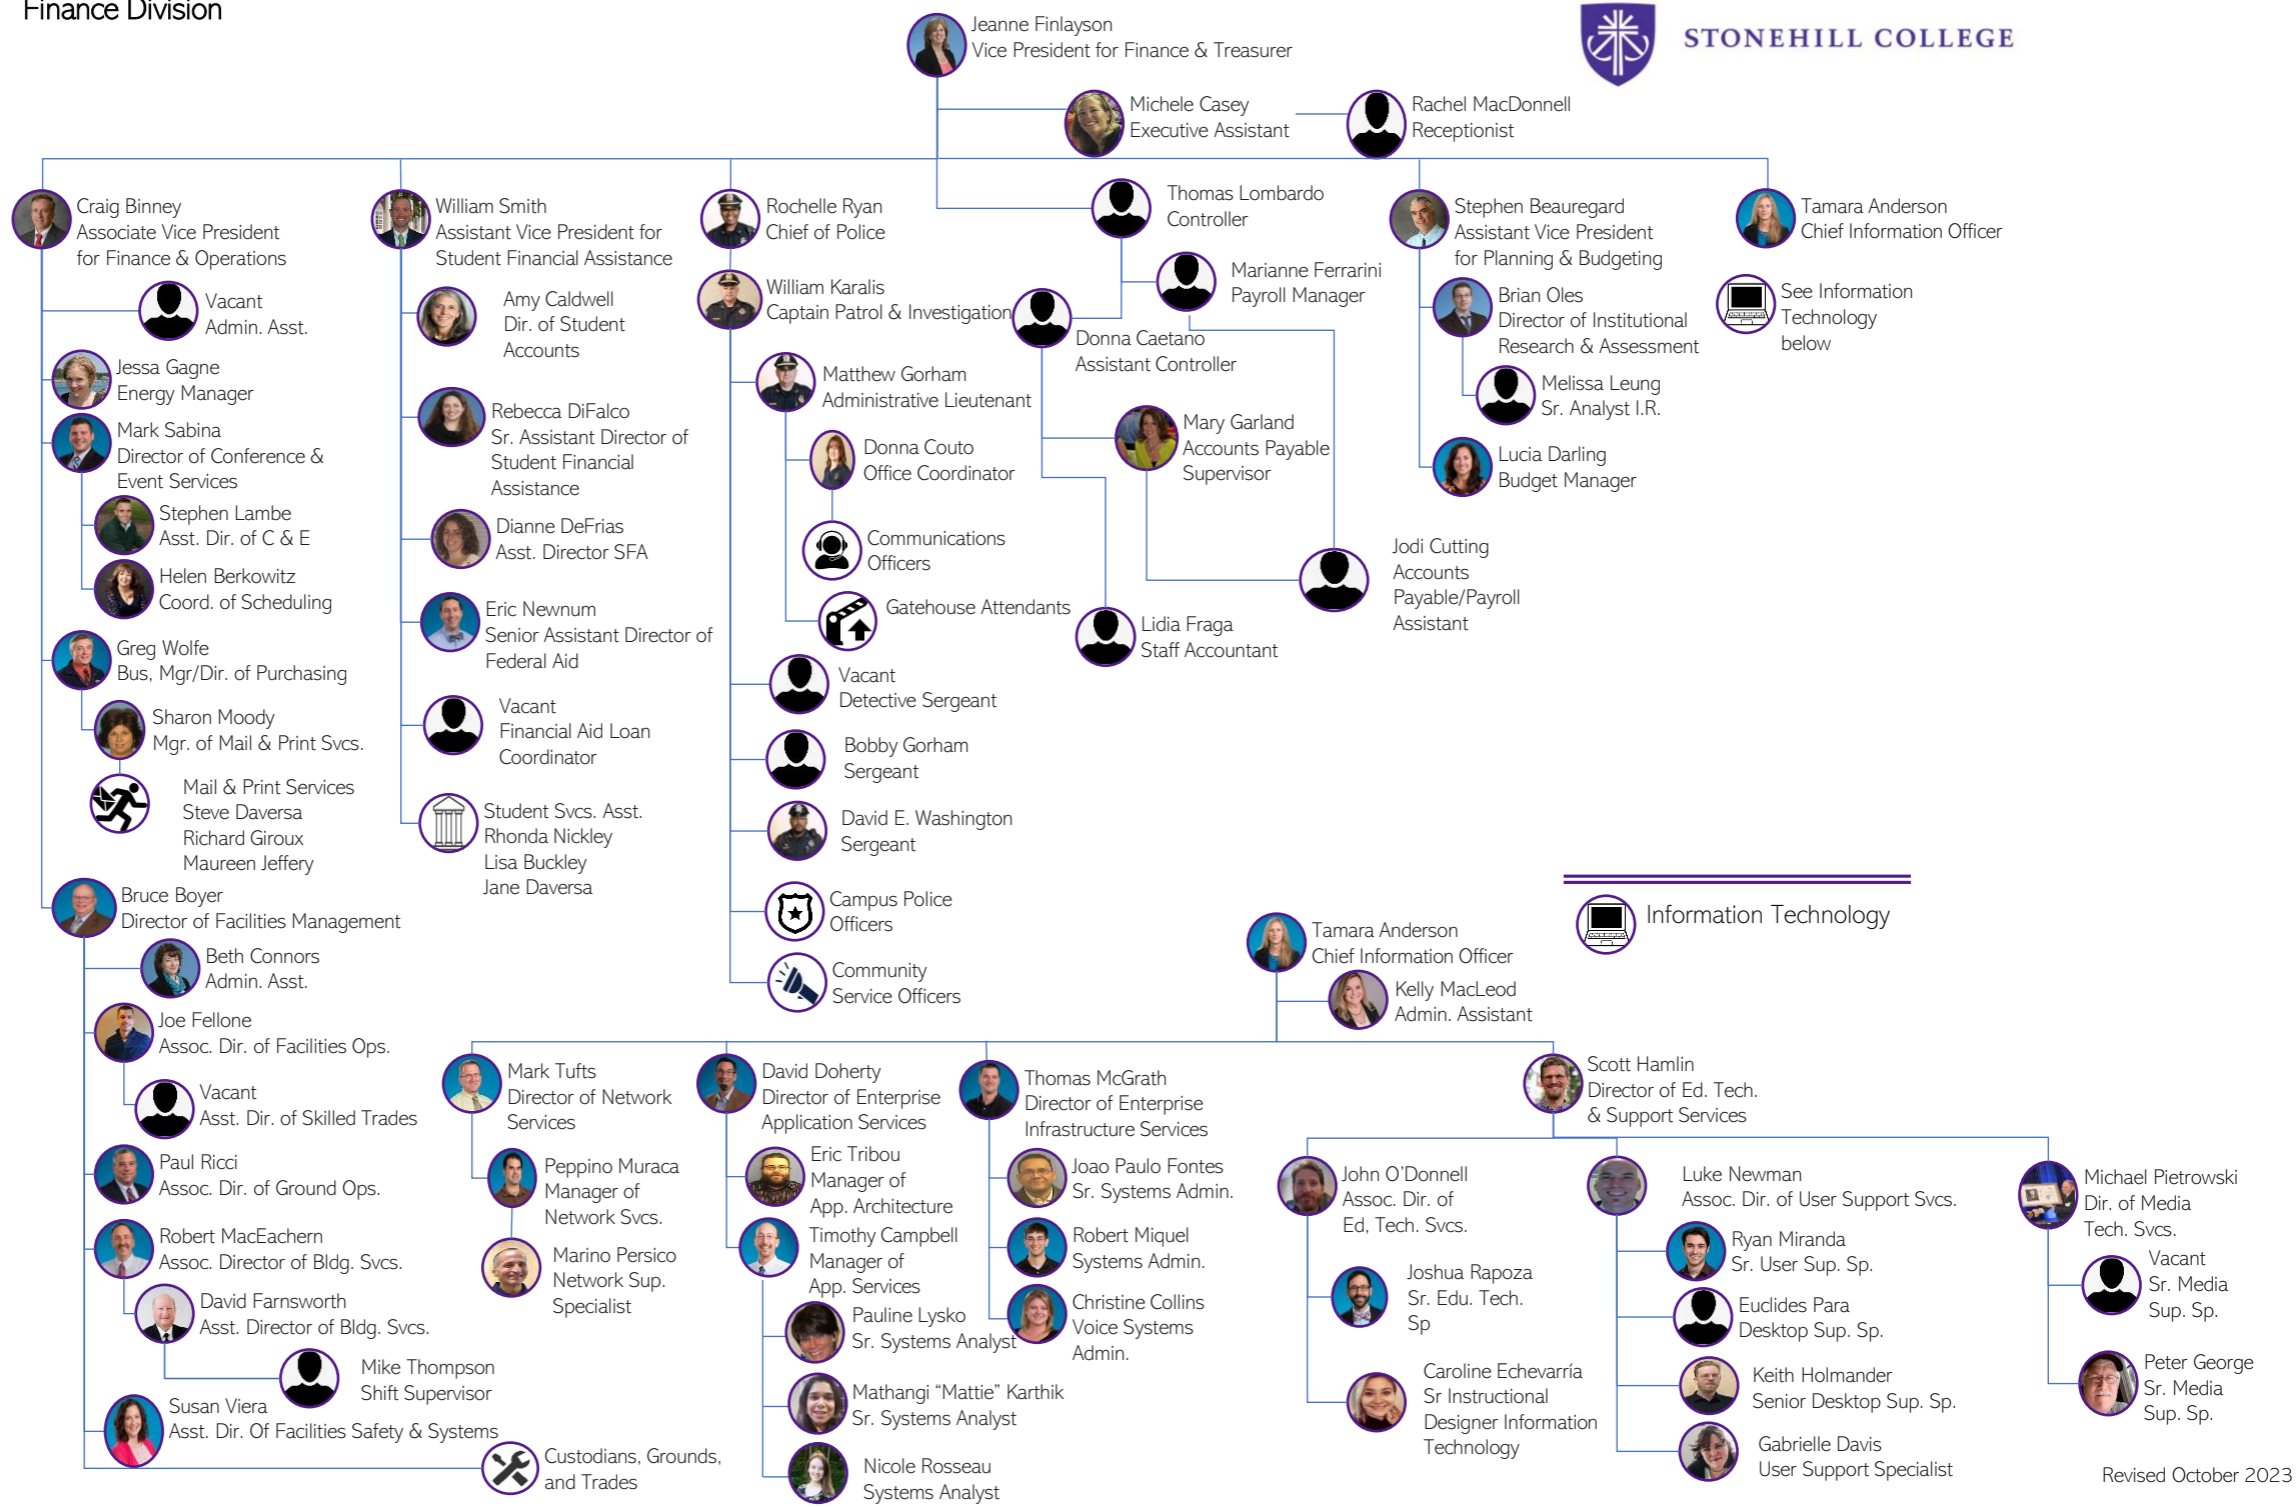 Finance Division
STONEHILL COLLEGE
Jeanne Finlayson
Vice President for Finance & Treasurer
Michele Casey
Executive Assistant
Rachel MacDonnell
Receptionist
Craig Binney
Associate Vice President
for Finance & Operations
Vacant
Admin. Asst.
Jessa Gagne
Energy Manager
Mark Sabina
Director of Conference &
Event Services
Stephen Lambe
Asst. Dir. of C & E
Helen Berkowitz
Coord. of Scheduling
Greg Wolfe
Bus, Mgr/Dir. of Purchasing
Sharon Moody
Mgr. of Mail & Print Svcs.
Mail & Print Services
Steve Daversa
Richard Giroux
Maureen Jeffery
Bruce Boyer
Director of Facilities Management
Beth Connors
Admin. Asst.
Joe Fellone
Assoc. Dir. of Facilities Ops.
Vacant
Asst. Dir. of Skilled Trades
Paul Ricci
Assoc. Dir. of Ground Ops.
Robert MacEachern
Assoc. Director of Bldg. Svcs.
David Farnsworth
Asst. Director of Bldg. Svcs.
Mike Thompson
Shift Supervisor
Susan Viera
Asst. Dir. Of Facilities Safety & Systems
Custodians, Grounds,
and Trades
William Smith
Assistant Vice President for
Student Financial Assistance
Amy Caldwell
Dir. of Student
Accounts
Rebecca DiFalco
Sr. Assistant Director of
Student Financial
Assistance
Dianne DeFrias
Asst. Director SFA
Eric Newnum
Senior Assistant Director of
Federal Aid
Vacant
Financial Aid Loan
Coordinator
Student Svcs. Asst.
Rhonda Nickley
Lisa Buckley
Jane Daversa
Rochelle Ryan
Chief of Police
William Karalis
Captain Patrol & Investigation
Matthew Gorham
Administrative Lieutenant
Donna Couto
Office Coordinator
Communications
Officers
Gatehouse Attendants
Vacant
Detective Sergeant
Bobby Gorham
Sergeant
David E. Washington
Sergeant
Campus Police
Officers
Community
Service Officers
Thomas Lombardo
Controller
Marianne Ferrarini
Payroll Manager
Donna Caetano
Assistant Controller
Mary Garland
Accounts Payable
Supervisor
Jodi Cutting
Accounts
Payable/Payroll
Assistant
Lidia Fraga
Staff Accountant
Stephen Beauregard
Assistant Vice President
for Planning & Budgeting
Brian Oles
Director of Institutional
Research & Assessment
Melissa Leung
Sr. Analyst I.R.
Lucia Darling
Budget Manager
Tamara Anderson
Chief Information Officer
See Information
Technology
below
Information Technology
Tamara Anderson
Chief Information Officer
Kelly MacLeod
Admin. Assistant
Mark Tufts
Director of Network
Services
Peppino Muraca
Manager of
Network Svcs.
Marino Persico
Network Sup.
Specialist
David Doherty
Director of Enterprise
Application Services
Eric Tribou
Manager of
App. Architecture
Timothy Campbell
Manager of
App. Services
Pauline Lysko
Sr. Systems Analyst
Mathangi “Mattie” Karthik
Sr. Systems Analyst
Nicole Rosseau
Systems Analyst
Thomas McGrath
Director of Enterprise
Infrastructure Services
Joao Paulo Fontes
Sr. Systems Admin.
Robert Miquel
Systems Admin.
Christine Collins
Voice Systems
Admin.
Scott Hamlin
Director of Ed. Tech.
& Support Services
John O’Donnell
Assoc. Dir. of
Ed, Tech. Svcs.
Joshua Rapoza
Sr. Edu. Tech.
Sp
Caroline Echevarría
Sr Instructional
Designer Information
Technology
Luke Newman
Assoc. Dir. of User Support Svcs.
Ryan Miranda
Sr. User Sup. Sp.
Euclides Para
Desktop Sup. Sp.
Keith Holmander
Senior Desktop Sup. Sp.
Gabrielle Davis
User Support Specialist
Michael Pietrowski
Dir. of Media
Tech. Svcs.
Vacant
Sr. Media
Sup. Sp.
Peter George
Sr. Media
Sup. Sp.
Revised October 2023